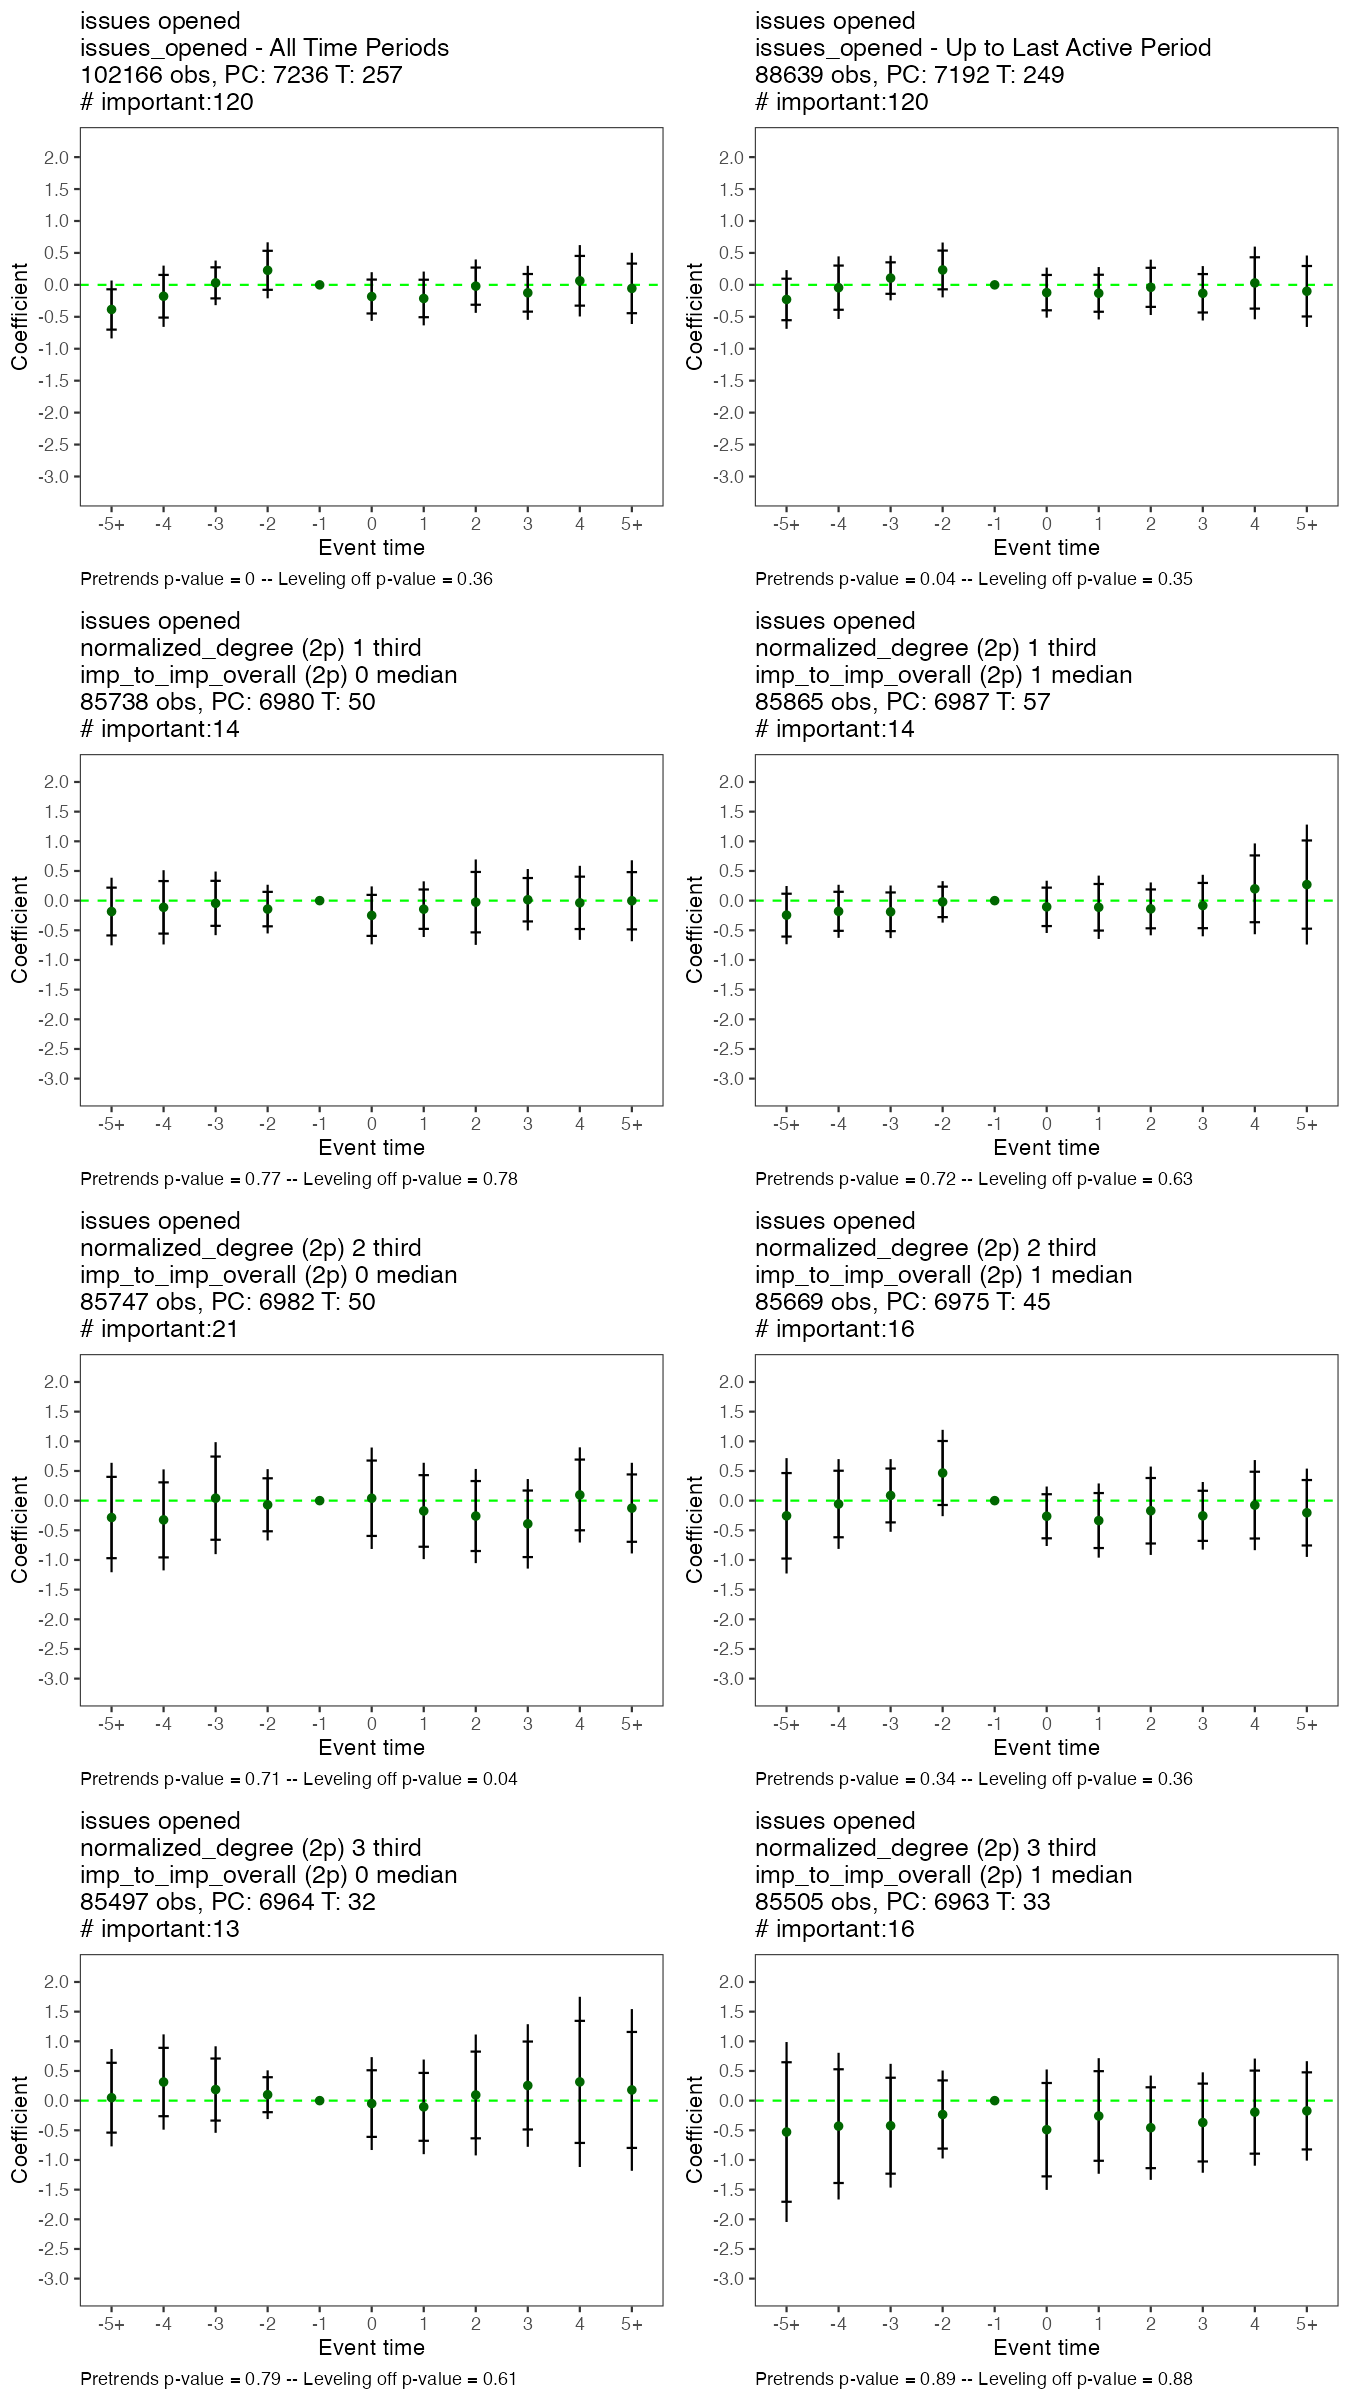 issues opened
issues_opened - All Time Periods
102166 obs, PC: 7236 T: 257
# important:120
2.0
1.5
1.0
0.5
0.0
-0.5
-1.0
-1.5
-2.0
-2.5
-3.0
Coefficient
-5+ -4 -3 -2 -1 0 1 2 3 4 5+
Event time
Pretrends p-value = 0 -- Leveling off p-value = 0.36
issues opened
issues_opened - Up to Last Active Period
88639 obs, PC: 7192 T: 249
# important:120
2.0
1.5
1.0
0.5
0.0
-0.5
-1.0
-1.5
-2.0
-2.5
-3.0
Coefficient
-5+ -4 -3 -2 -1 0 1 2 3 4 5+
Event time
Pretrends p-value = 0.04 -- Leveling off p-value = 0.35
issues opened
normalized_degree (2p) 1 third
imp_to_imp_overall (2p) 0 median
85738 obs, PC: 6980 T: 50
# important:14
2.0
1.5
1.0
0.5
0.0
-0.5
-1.0
-1.5
-2.0
-2.5
-3.0
Coefficient
-5+ -4 -3 -2 -1 0 1 2 3 4 5+
Event time
Pretrends p-value = 0.77 -- Leveling off p-value = 0.78
issues opened
normalized_degree (2p) 1 third
imp_to_imp_overall (2p) 1 median
85865 obs, PC: 6987 T: 57
# important:14
2.0
1.5
1.0
0.5
0.0
-0.5
-1.0
-1.5
-2.0
-2.5
-3.0
Coefficient
-5+ -4 -3 -2 -1 0 1 2 3 4 5+
Event time
Pretrends p-value = 0.72 -- Leveling off p-value = 0.63
issues opened
normalized_degree (2p) 2 third
imp_to_imp_overall (2p) 0 median
85747 obs, PC: 6982 T: 50
# important:21
2.0
1.5
1.0
0.5
0.0
-0.5
-1.0
-1.5
-2.0
-2.5
-3.0
Coefficient
-5+ -4 -3 -2 -1 0 1 2 3 4 5+
Event time
Pretrends p-value = 0.71 -- Leveling off p-value = 0.04
issues opened
normalized_degree (2p) 2 third
imp_to_imp_overall (2p) 1 median
85669 obs, PC: 6975 T: 45
# important:16
2.0
1.5
1.0
0.5
0.0
-0.5
-1.0
-1.5
-2.0
-2.5
-3.0
Coefficient
-5+ -4 -3 -2 -1 0 1 2 3 4 5+
Event time
Pretrends p-value = 0.34 -- Leveling off p-value = 0.36
issues opened
normalized_degree (2p) 3 third
imp_to_imp_overall (2p) 0 median
85497 obs, PC: 6964 T: 32
# important:13
2.0
1.5
1.0
0.5
0.0
-0.5
-1.0
-1.5
-2.0
-2.5
-3.0
Coefficient
-5+ -4 -3 -2 -1 0 1 2 3 4 5+
Event time
Pretrends p-value = 0.79 -- Leveling off p-value = 0.61
issues opened
normalized_degree (2p) 3 third
imp_to_imp_overall (2p) 1 median
85505 obs, PC: 6963 T: 33
# important:16
2.0
1.5
1.0
0.5
0.0
-0.5
-1.0
-1.5
-2.0
-2.5
-3.0
Coefficient
-5+ -4 -3 -2 -1 0 1 2 3 4 5+
Event time
Pretrends p-value = 0.89 -- Leveling off p-value = 0.88